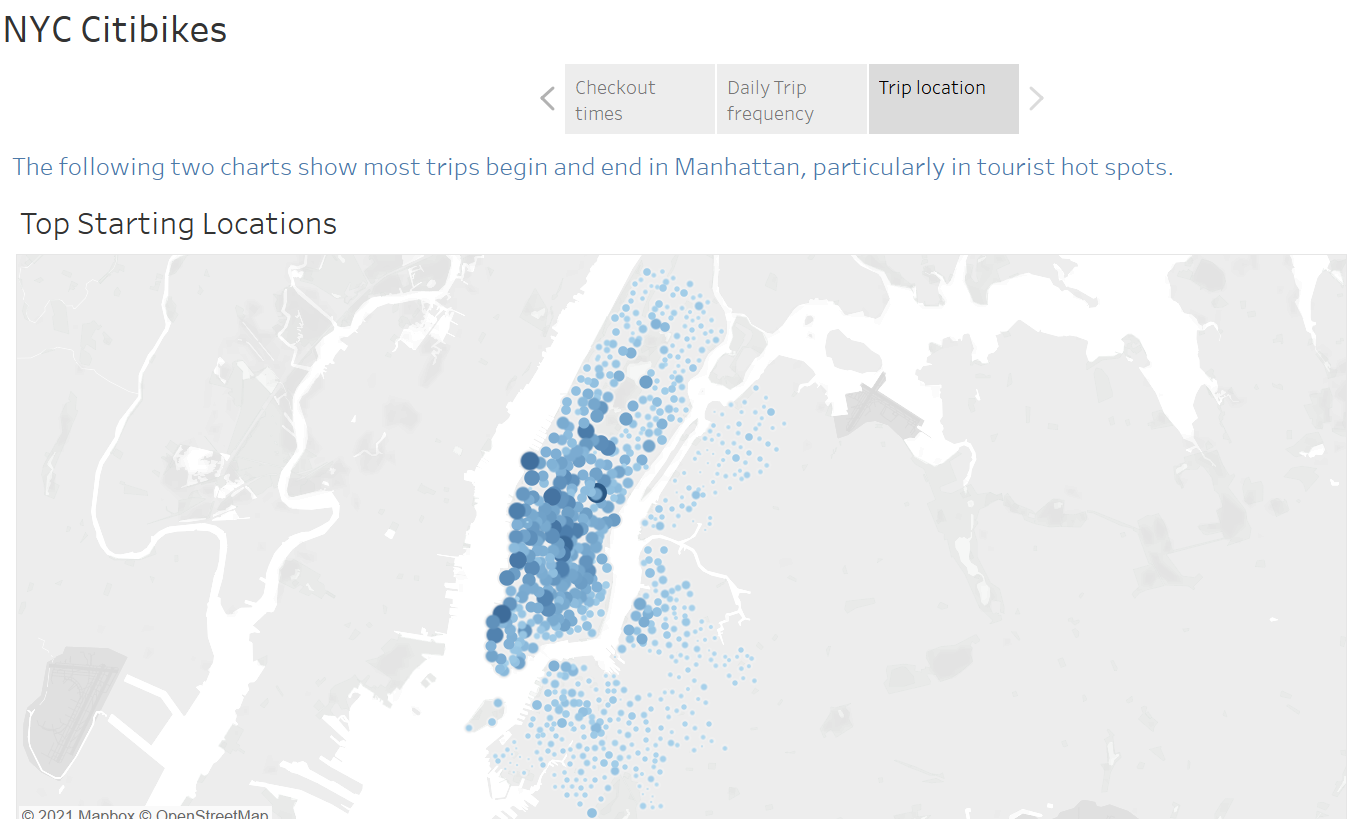 NYC Citibikes
Checkout
times
Daily Trip
frequency
Trip location
The following two charts show most trips begin and end in Manhattan, particularly in tourist hot spots.
Top Starting Locations
© 2021 Mapbox © OpenStreetMap